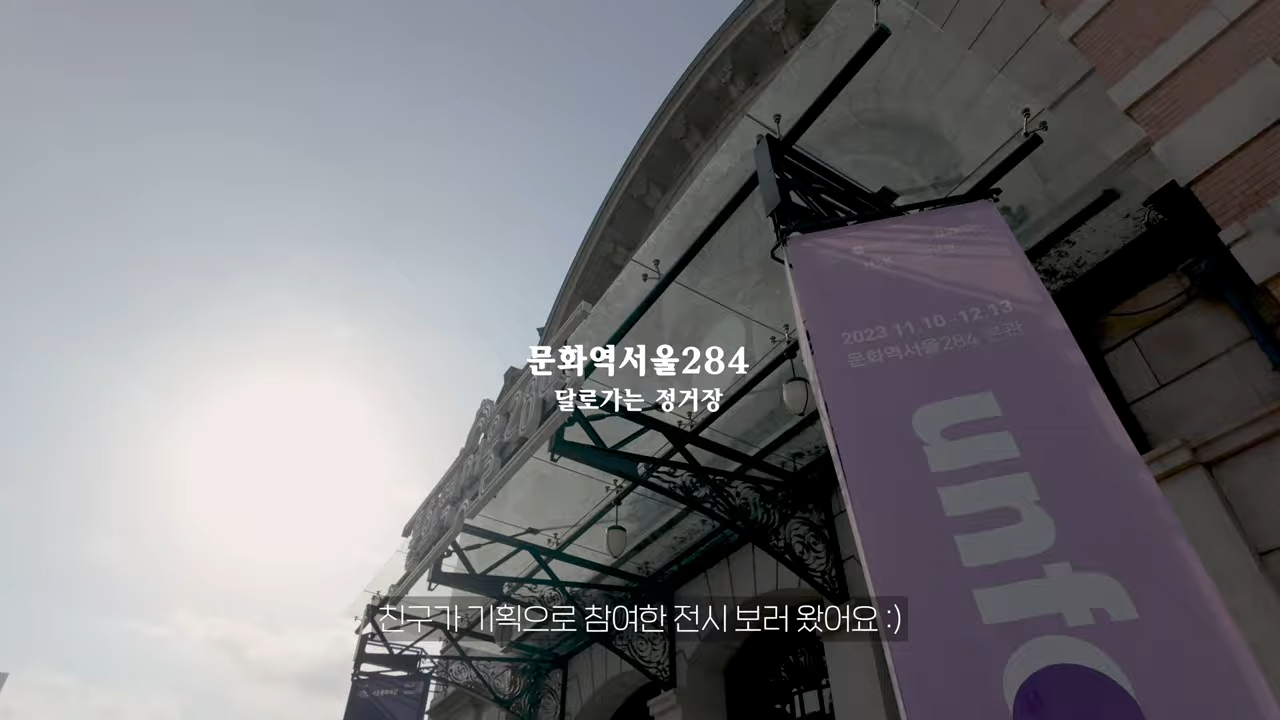 2023 11.10 -12.13
문화역서울284 본관
unfo
문화역서울284
달로가는 정거장
친구가 기획으로 참여한 전시 보러 왔어요 :)